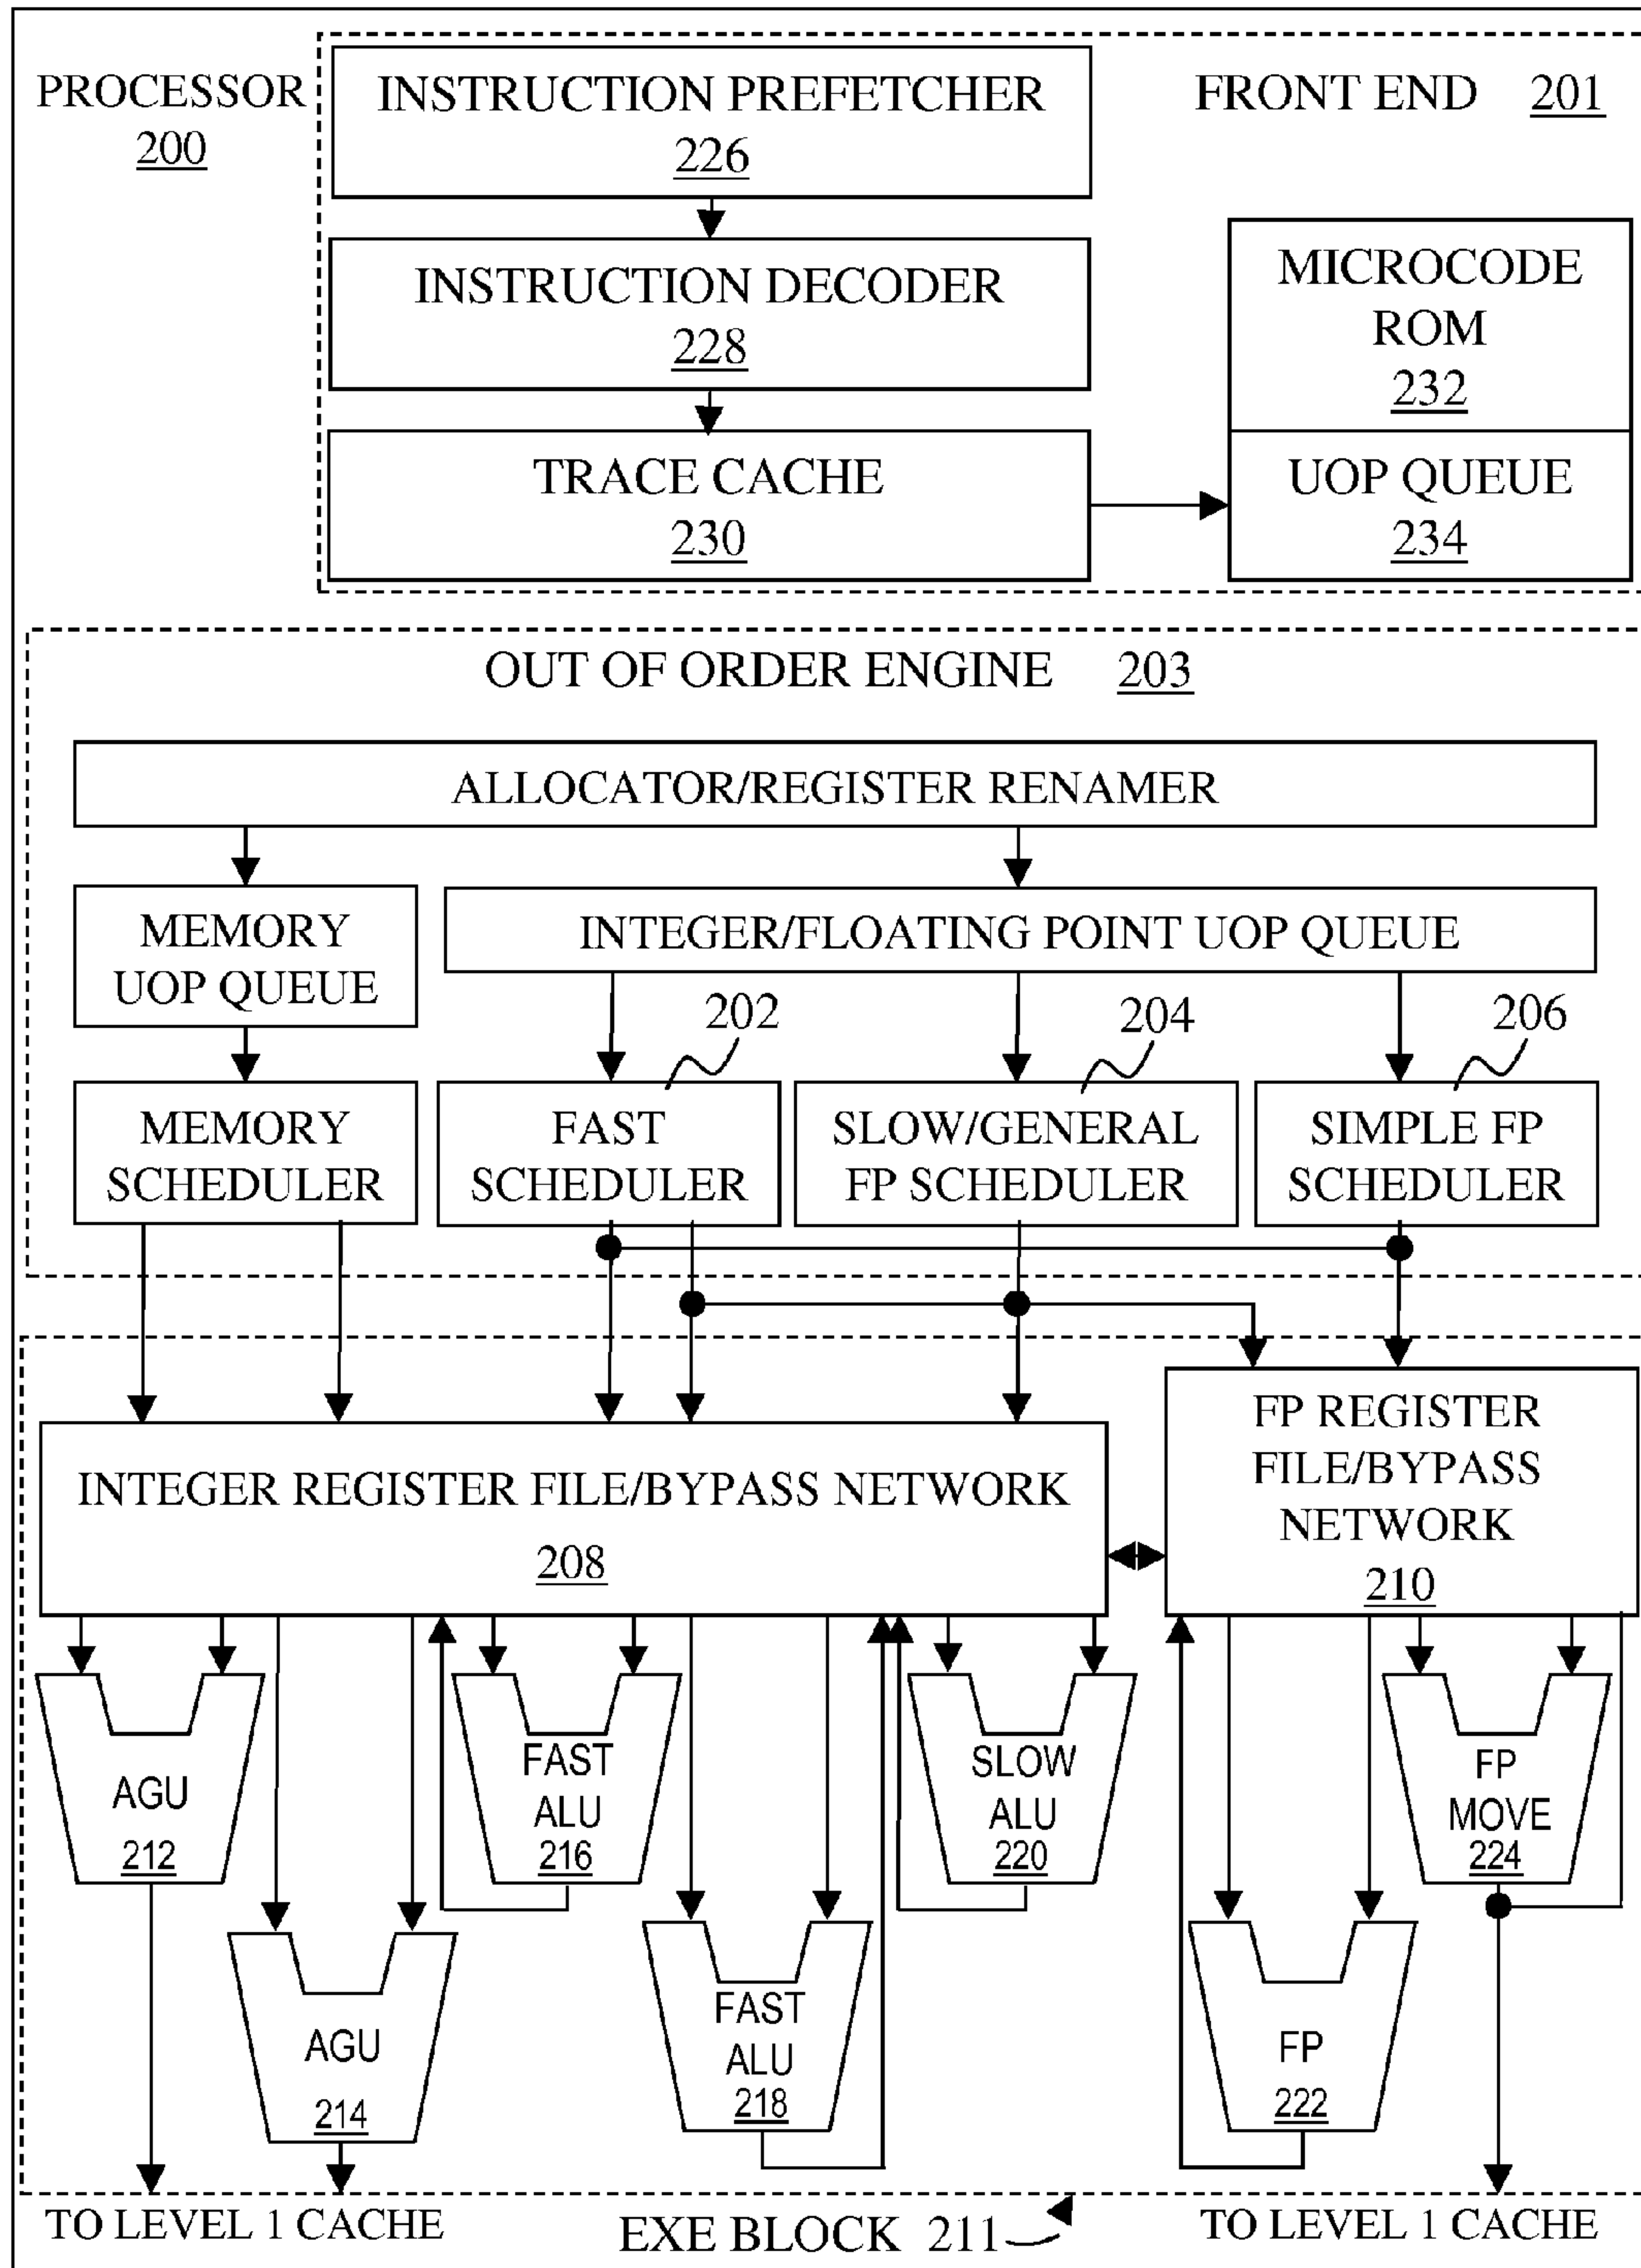 PROCESSOR
200
INSTRUCTION PREFETCHER
226
FRONT END 201
INSTRUCTION DECODER
228
MICROCODE
ROM
232
TRACE CACHE
230
UOP QUEUE
234
OUT OF ORDER ENGINE 203
ALLOCATOR/REGISTER RENAMER
MEMORY
UOP QUEUE
INTEGER/FLOATING POINT UOP QUEUE
202
204
206
MEMORY
SCHEDULER
FAST
SCHEDULER
SLOW/GENERAL
FP SCHEDULER
SIMPLE FP
SCHEDULER
INTEGER REGISTER FILE/BYPASS NETWORK
208
FP REGISTER
FILE/BYPASS
NETWORK
210
AGU
212
FAST
ALU
216
SLOW
ALU
220
FP
MOVE
224
AGU
214
FAST
ALU
218
FP
222
TO LEVEL 1 CACHE
EXE BLOCK 211
TO LEVEL 1 CACHE